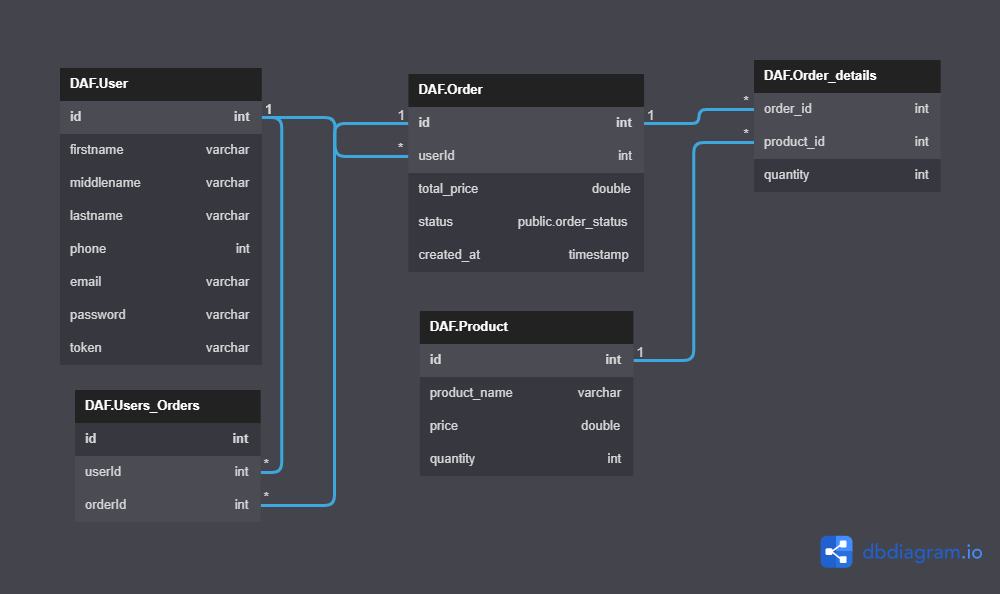 DAF.User
id int
firstname varchar
middlename varchar
lastname varchar
phone int
email varchar
password varchar
token varchar
1
DAF.Users_Orders
id int
userId int
orderId int
*
*
DAF.Order
id int
userId int
total_price double
status public.order_status
created_at timestamp
1
*
1
DAF.Product
id int
product_name varchar
price double
quantity int
1
DAF.Order_details
order_id int
product_id int
quantity int
*
*
dbdiagram.io